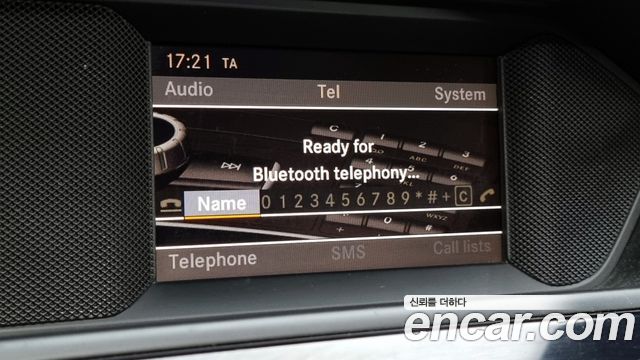 17:21 TA
Audio Tel System
Ready for
Bluetooth telephony...
Name 0 1 2 3 4 5 6 7 8 9 * # + C
Telephone SMS Call lists
신뢰를 더하다
encar.com